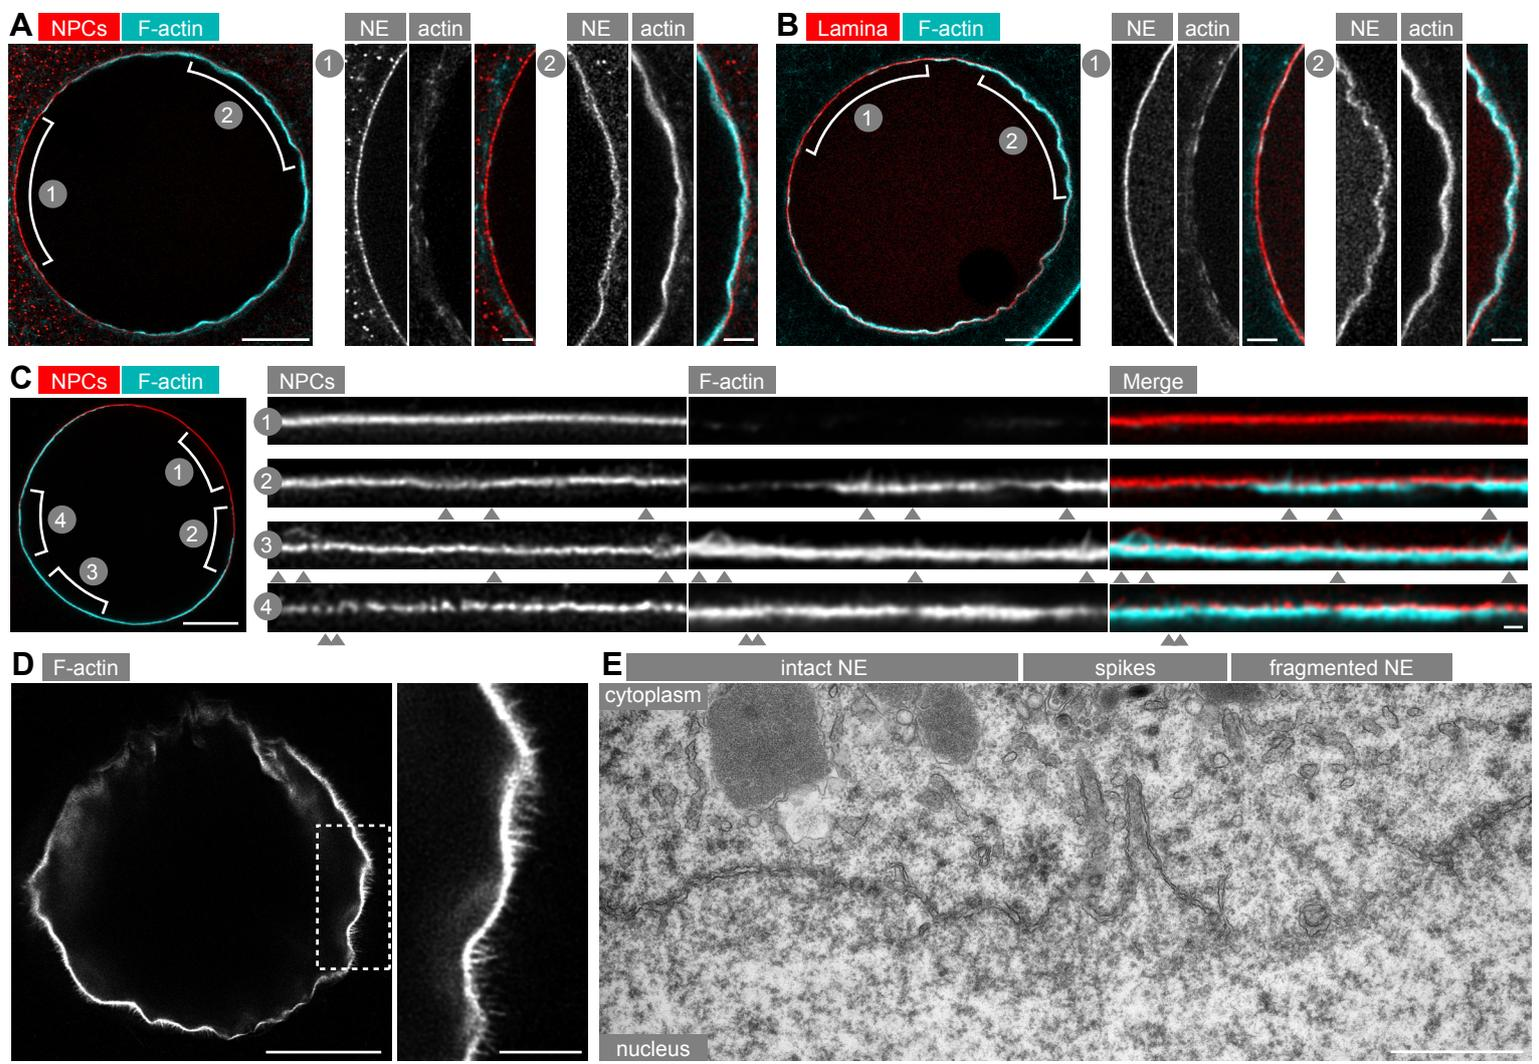 A NPCs F-actin
1 NE actin
2 NE actin
1
2
B Lamina F-actin
1 NE actin
2 NE actin
1
2
C NPCs F-actin
1
2
3
4
NPCs F-actin Merge
1
2
3
4
D F-actin
E intact NE spikes fragmented NE
cytoplasm
nucleus